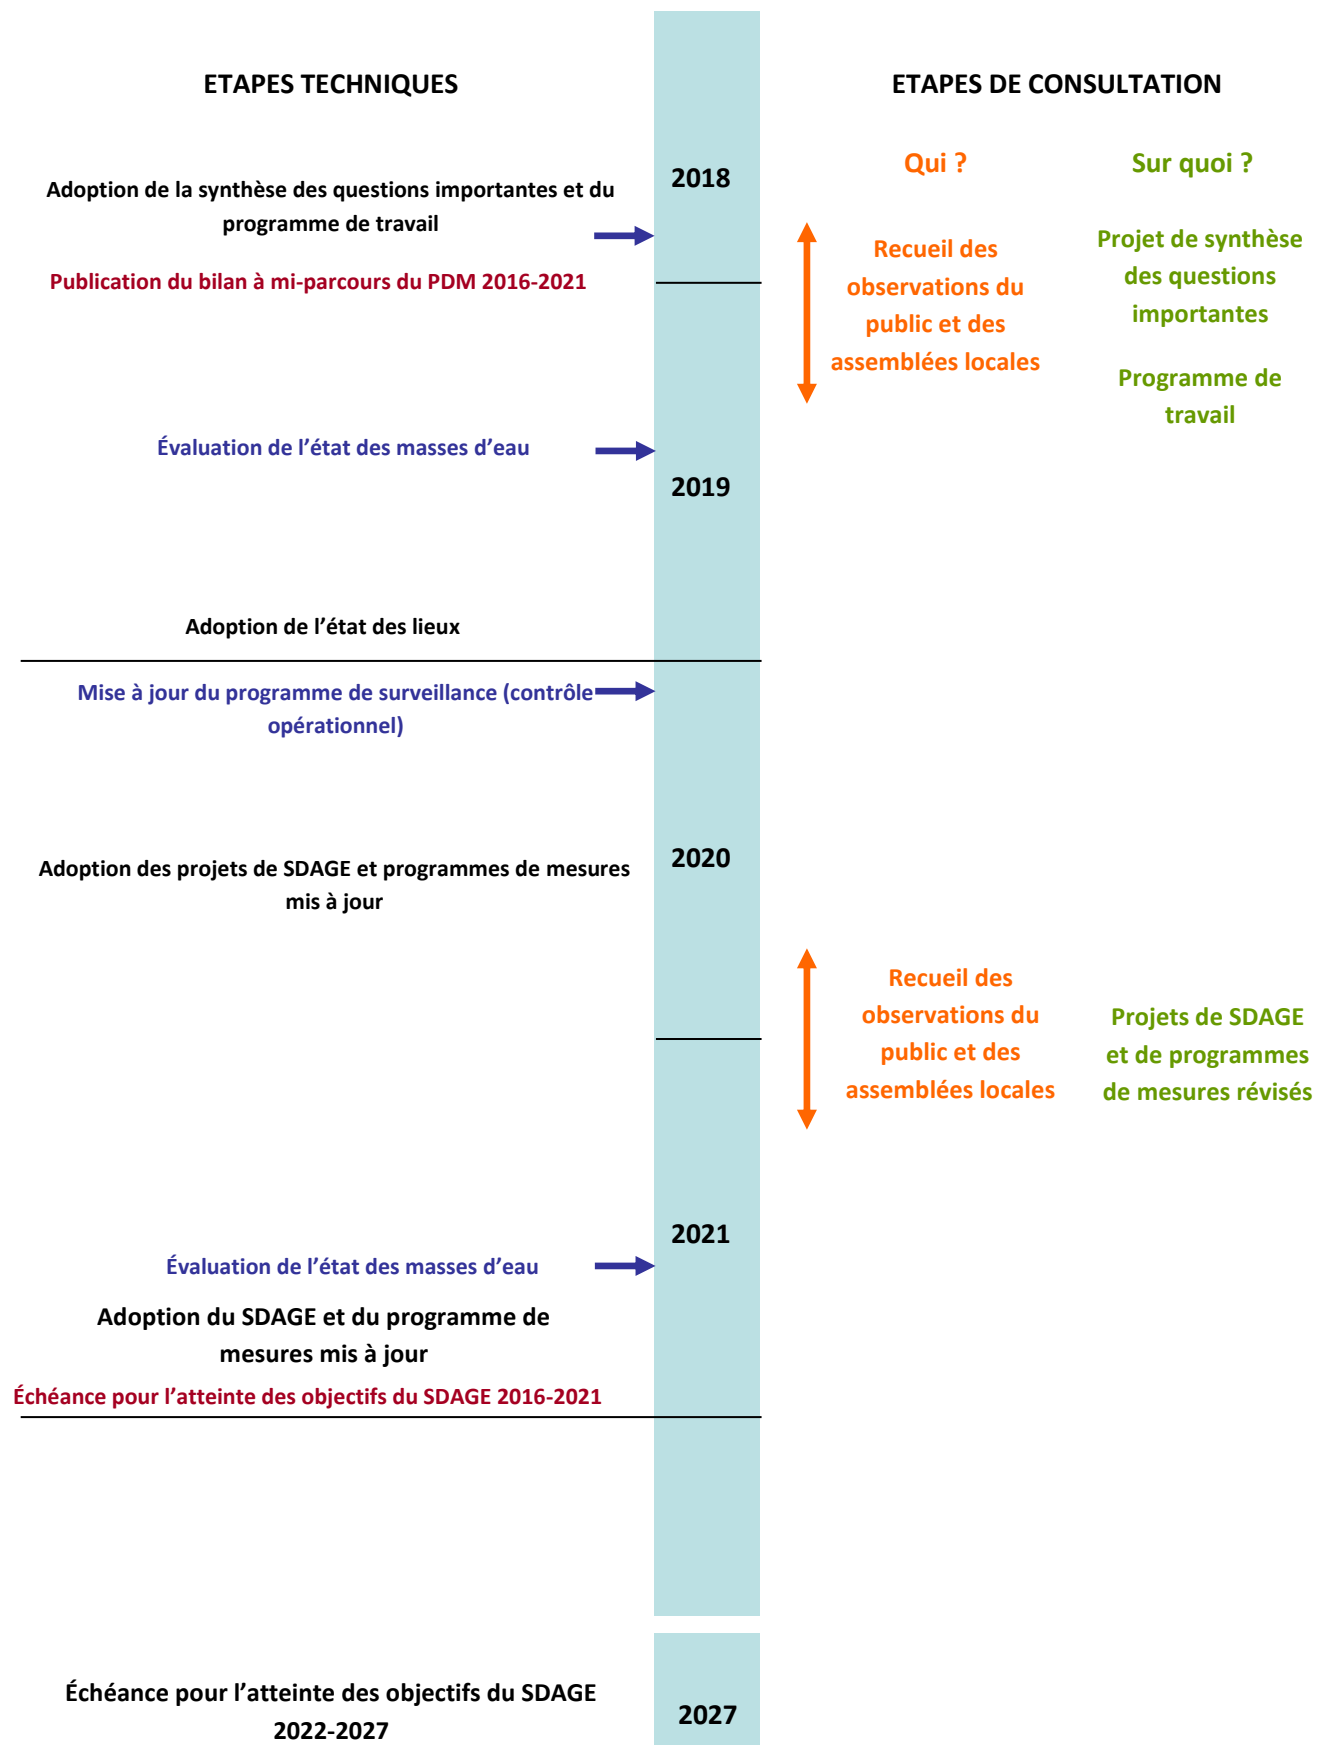 ETAPES TECHNIQUES
ETAPES DE CONSULTATION
Qui ?
Sur quoi ?
2018
Adoption de la synthèse des questions importantes et du
programme de travail
Publication du bilan à mi-parcours du PDM 2016-2021
Recueil des
observations du
public et des
assemblées locales
Projet de synthèse
des questions
importantes
Programme de
travail
Évaluation de l’état des masses d’eau
2019
Adoption de l’état des lieux
Mise à jour du programme de surveillance (contrôle
opérationnel)
2020
Adoption des projets de SDAGE et programmes de mesures
mis à jour
Recueil des
observations du
public et des
assemblées locales
Projets de SDAGE
et de programmes
de mesures révisés
2021
Évaluation de l’état des masses d’eau
Adoption du SDAGE et du programme de
mesures mis à jour
Échéance pour l’atteinte des objectifs du SDAGE 2016-2021
Échéance pour l’atteinte des objectifs du SDAGE
2022-2027
2027